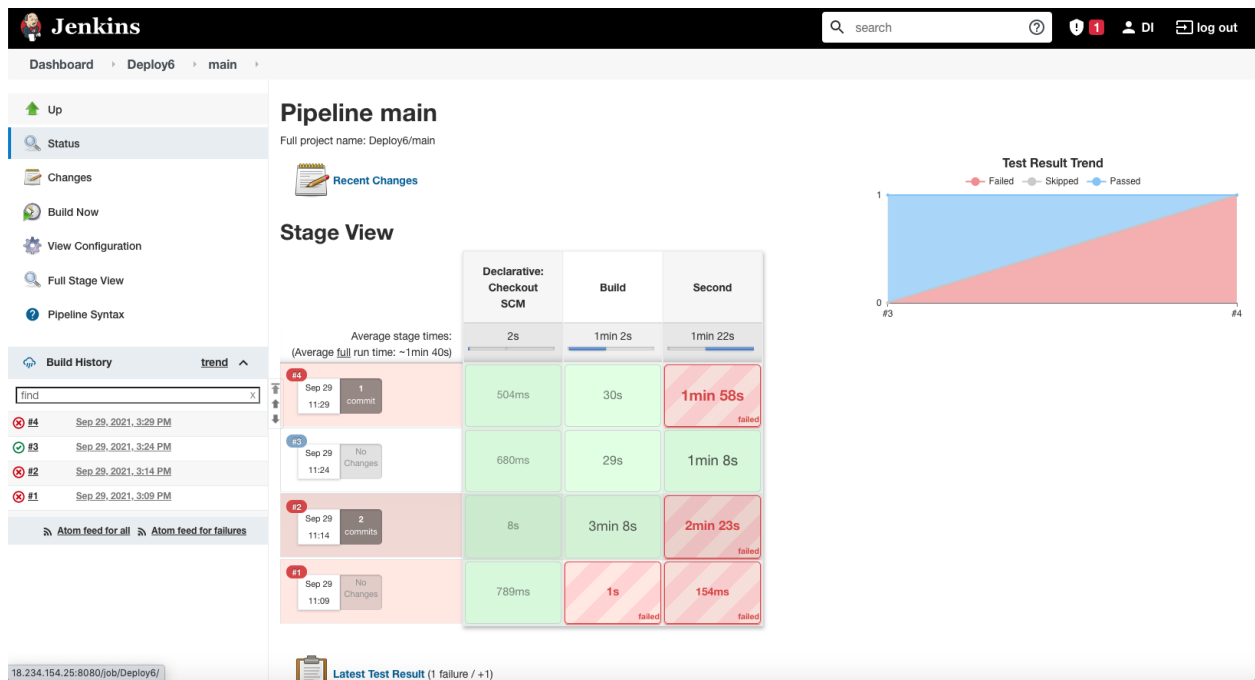 Jenkins
search
1
DI
log out
Dashboard
Deploy6
main
Up
Status
Changes
Build Now
View Configuration
Full Stage View
Pipeline Syntax
Build History
trend
find
x
#4
Sep 29, 2021, 3:29 PM
#3
Sep 29, 2021, 3:24 PM
#2
Sep 29, 2021, 3:14 PM
#1
Sep 29, 2021, 3:09 PM
Atom feed for all
Atom feed for failures
Pipeline main
Full project name: Deploy6/main
Recent Changes
Stage View
Declarative:
Checkout
SCM
Build
Second
Average stage times:
(Average full run time: ~1min 40s)
2s
1min 2s
1min 22s
#4
Sep 29
11:29
1
commit
504ms
30s
1min 58s
failed
#3
Sep 29
11:24
No
Changes
680ms
29s
1min 8s
#2
Sep 29
11:14
2
commits
8s
3min 8s
2min 23s
failed
#1
Sep 29
11:09
No
Changes
789ms
1s
failed
154ms
failed
Latest Test Result (1 failure / +1)
Test Result Trend
Failed
Skipped
Passed
1
0
#3
#4
18.234.154.25:8080/job/Deploy6/